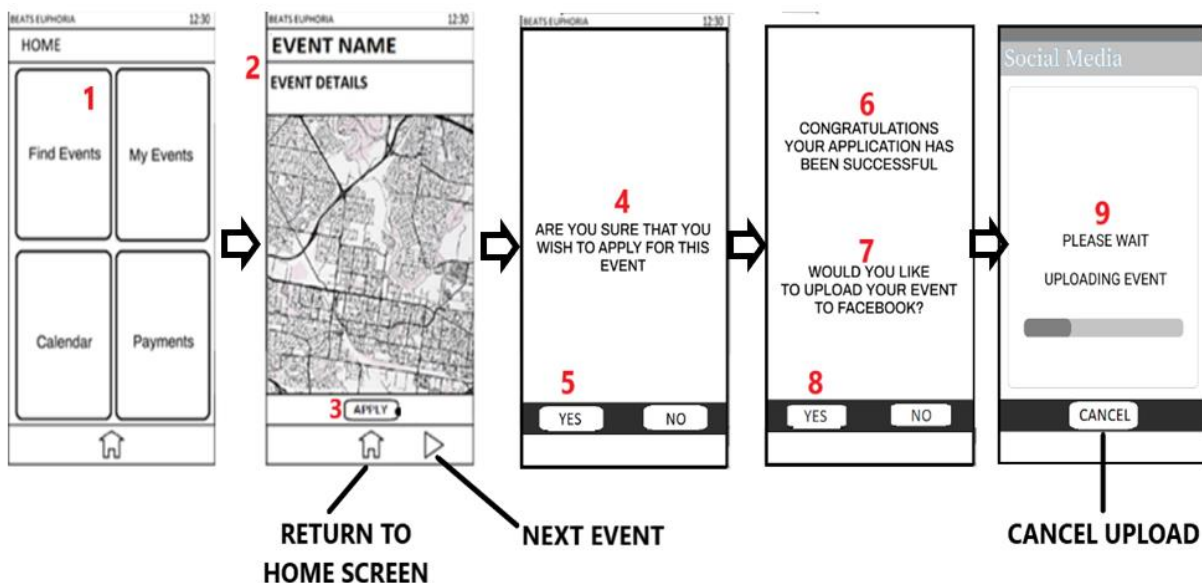 BEATS EUPHORIA 12:30
HOME
1
Find Events
My Events
Calendar
Payments
BEATS EUPHORIA 12:30
EVENT NAME
2
EVENT DETAILS
3
APPLY
RETURN TO
HOME SCREEN
NEXT EVENT
BEATS EUPHORIA 12:30
4
ARE YOU SURE THAT YOU
WISH TO APPLY FOR THIS
EVENT
5
YES NO
6
CONGRATULATIONS
YOUR APPLICATION HAS
BEEN SUCCESSFUL
7
WOULD YOU LIKE
TO UPLOAD YOUR EVENT
TO FACEBOOK?
8
YES NO
Social Media
9
PLEASE WAIT
UPLOADING EVENT
CANCEL
CANCEL UPLOAD